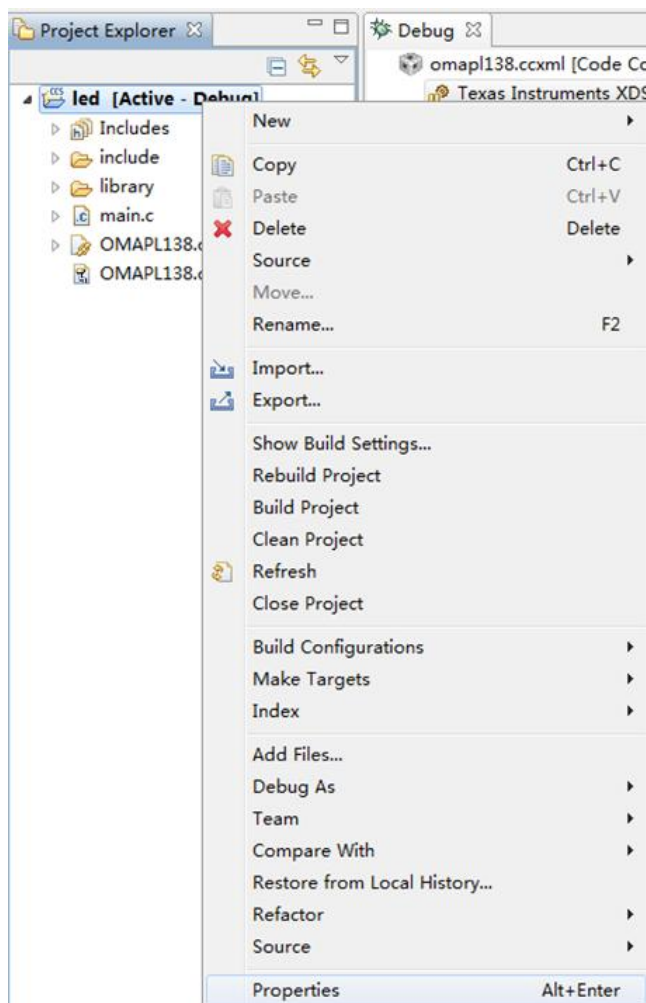 Project Explorer
Debug
omapl138.ccxml [Code Co
led [Active - Debug]
Texas Instruments XDS
Includes
include
library
main.c
OMAPL138.c
OMAPL138.c
New
Copy Ctrl+C
Paste Ctrl+V
Delete Delete
Source
Move...
Rename... F2
Import...
Export...
Show Build Settings...
Rebuild Project
Build Project
Clean Project
Refresh
Close Project
Build Configurations
Make Targets
Index
Add Files...
Debug As
Team
Compare With
Restore from Local History...
Refactor
Source
Properties Alt+Enter